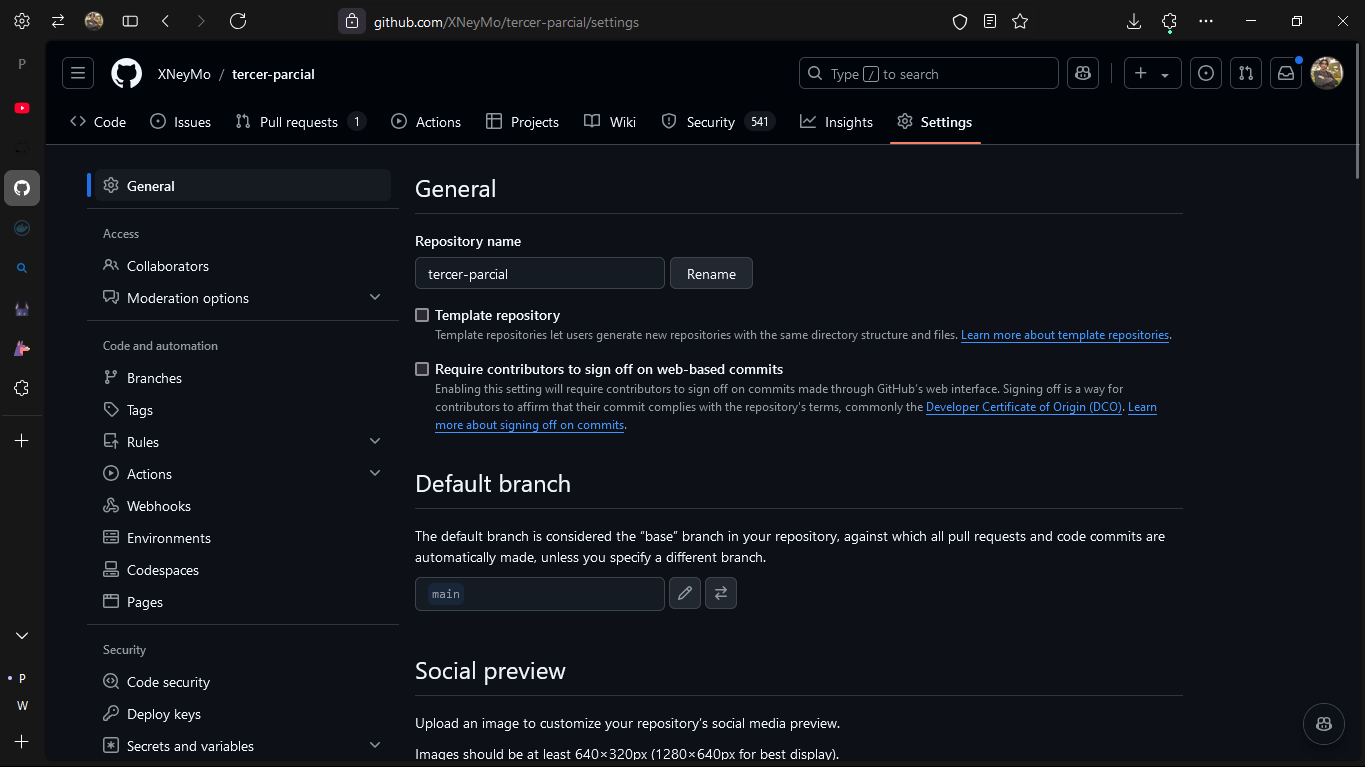 github.com/XNeyMo/tercer-parcial/settings
P
XNeyMo / tercer-parcial
Type / to search
Code
Issues
Pull requests 1
Actions
Projects
Wiki
Security 541
Insights
Settings
General
Access
Collaborators
Moderation options
Code and automation
Branches
Tags
Rules
Actions
Webhooks
Environments
Codespaces
Pages
Security
Code security
Deploy keys
Secrets and variables
P
W
General
Repository name
tercer-parcial
Rename
Template repository
Template repositories let users generate new repositories with the same directory structure and files. Learn more about template repositories.
Require contributors to sign off on web-based commits
Enabling this setting will require contributors to sign off on commits made through GitHub's web interface. Signing off is a way for
contributors to affirm that their commit complies with the repository's terms, commonly the Developer Certificate of Origin (DCO). Learn
more about signing off on commits.
Default branch
The default branch is considered the “base” branch in your repository, against which all pull requests and code commits are
automatically made, unless you specify a different branch.
main
Social preview
Upload an image to customize your repository's social media preview.
Images should be at least 640×320px (1280×640px for best display).